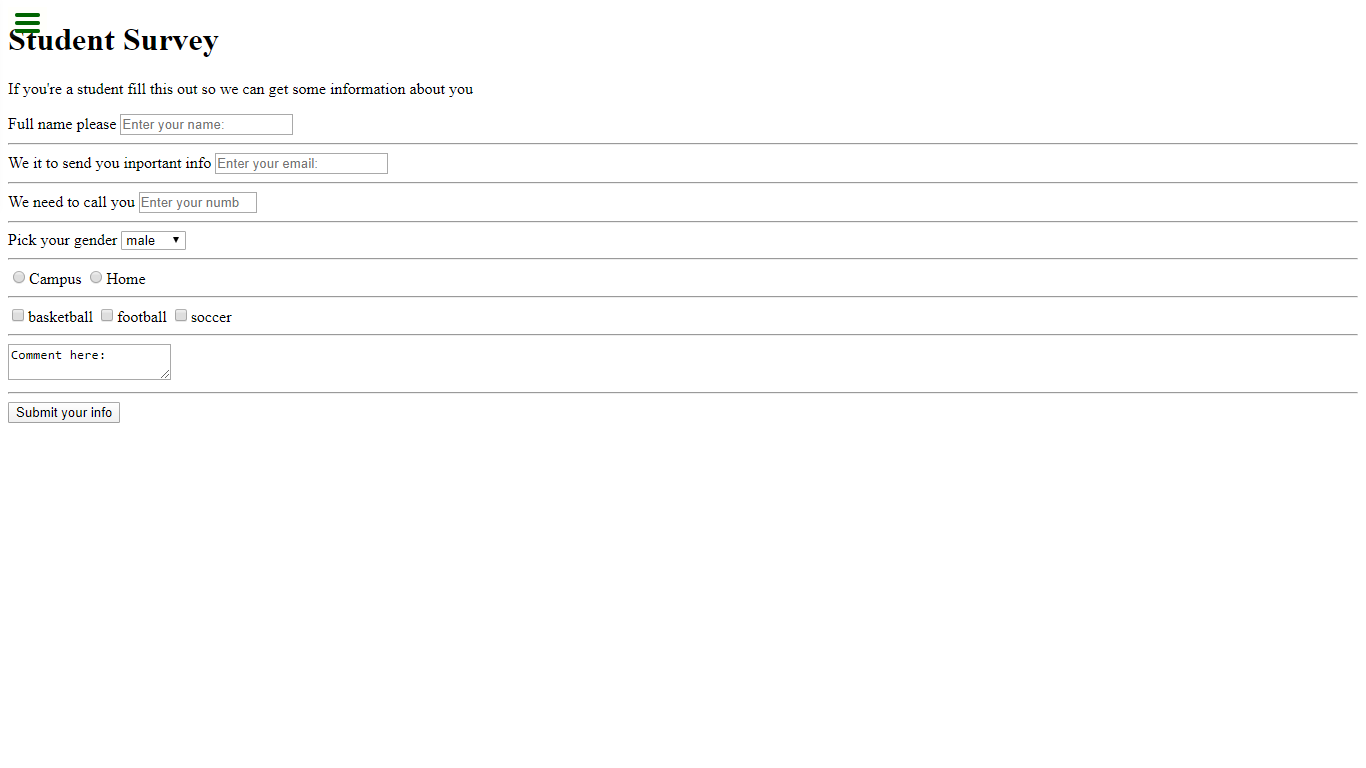 Student Survey
If you're a student fill this out so we can get some information about you
Full name please Enter your name:
We it to send you inportant info Enter your email:
We need to call you Enter your numb
Pick your gender male
Campus Home
basketball football soccer
Comment here:
Submit your info